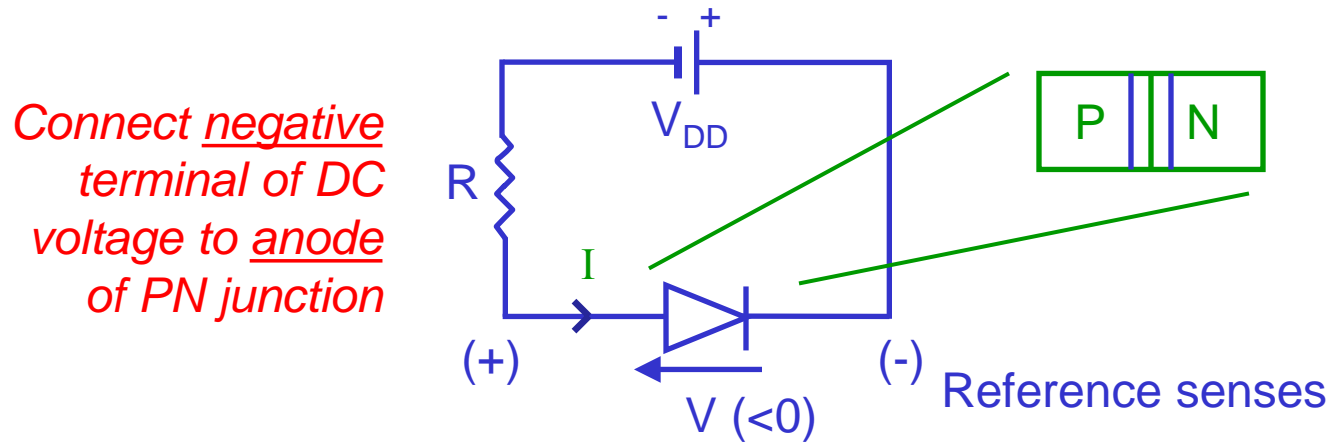 - +
Connect negative
terminal of DC
voltage to anode
of PN junction
V_DD
R
P N
I
(+) (-)
V (<0)
Reference senses